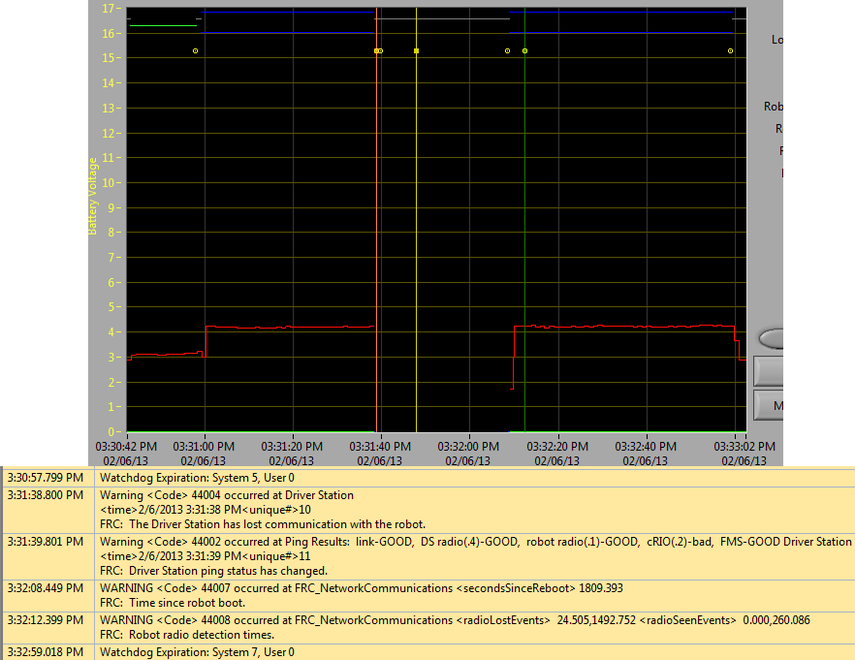 17
16
15
14
13
12
11
10
9
8
7
6
5
4
3
2
1
0
Battery Voltage
Lo
Rob
R
M
03:30:42 PM 03:31:00 PM 03:31:20 PM 03:31:40 PM 03:32:00 PM 03:32:20 PM 03:32:40 PM 03:33:02 PM
02/06/13 02/06/13 02/06/13 02/06/13 02/06/13 02/06/13 02/06/13 02/06/13
3:30:57.799 PM Watchdog Expiration: System 5, User 0
3:31:38.800 PM Warning <Code> 44004 occurred at Driver Station
<time>2/6/2013 3:31:38 PM<unique#>10
FRC: The Driver Station has lost communication with the robot.
3:31:39.801 PM Warning <Code> 44002 occurred at Ping Results: link-GOOD, DS radio(.4)-GOOD, robot radio(.1)-GOOD, cRIO(.2)-bad, FMS-GOOD Driver Station
<time>2/6/2013 3:31:39 PM<unique#>11
FRC: Driver Station ping status has changed.
3:32:08.449 PM WARNING <Code> 44007 occurred at FRC_NetworkCommunications <secondsSinceReboot> 1809.393
FRC: Time since robot boot.
3:32:12.399 PM WARNING <Code> 44008 occurred at FRC_NetworkCommunications <radioLostEvents> 24.505,1492.752 <radioSeenEvents> 0.000,260.086
FRC: Robot radio detection times.
3:32:59.018 PM Watchdog Expiration: System 7, User 0